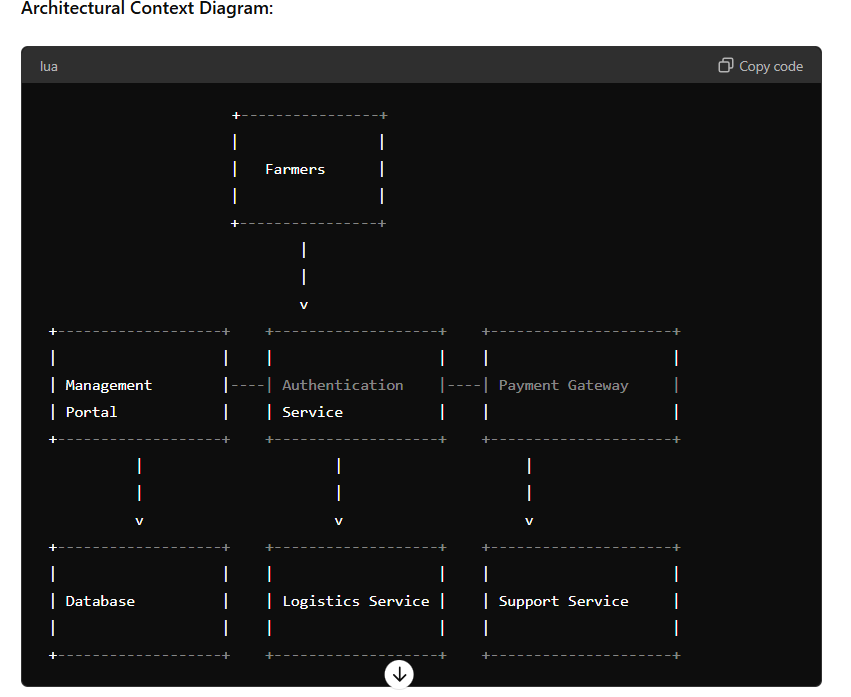 Architectural Context Diagram:
lua
Copy code
+----------------+
|                |
|   Farmers      |
|                |
+----------------+
|
|
v
+-------------------+    +-------------------+    +---------------------+
|                   |    |                   |    |                     |
| Management        |----| Authentication    |----| Payment Gateway     |
| Portal            |    | Service           |    |                     |
+-------------------+    +-------------------+    +---------------------+
|                      |                     |
|                      |                     |
v                      v                     v
+-------------------+    +-------------------+    +---------------------+
|                   |    |                   |    |                     |
| Database          |    | Logistics Service |    | Support Service     |
|                   |    |                   |    |                     |
+-------------------+    +-------------------+    +---------------------+